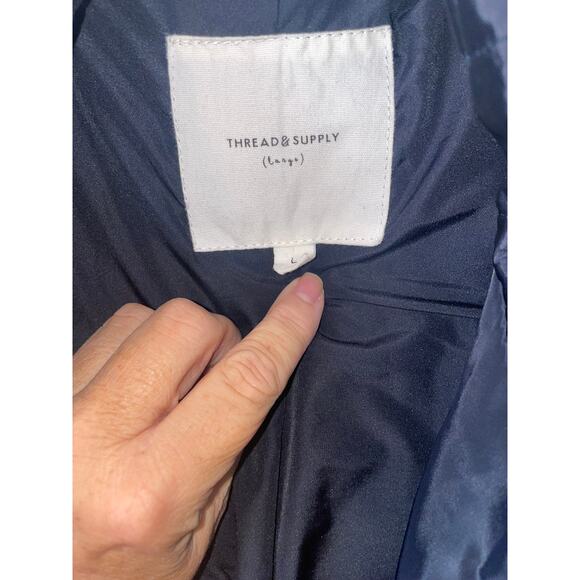 THREAD & SUPPLY
(large)
L